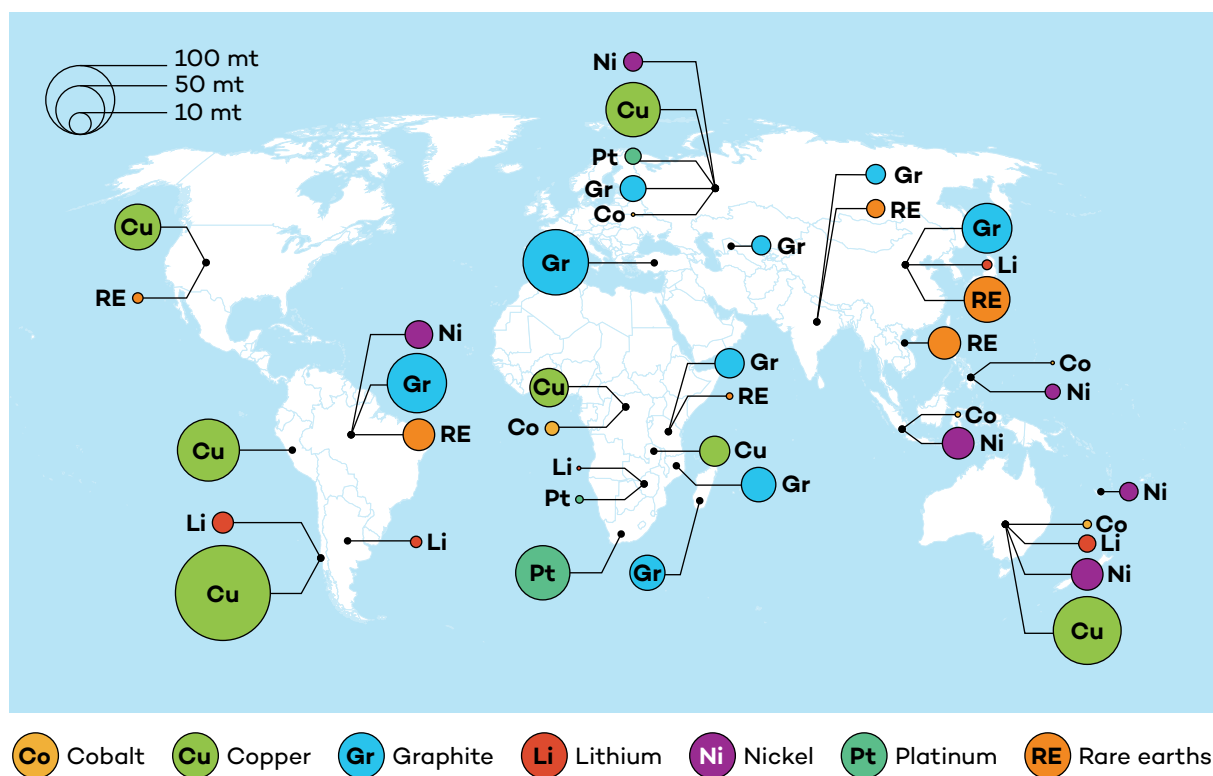 100 mt
50 mt
10 mt
Ni
Cu
Pt
Gr
Co
Gr
RE
Cu
RE
Gr
Gr
Gr
Li
RE
Ni
Gr
RE
RE
Co
Ni
Co
Ni
Gr
RE
Cu
Co
Cu
Cu
Gr
Li
Pt
Li
Cu
Li
Pt
Gr
Ni
Co
Li
Ni
Cu
Co Cobalt
Cu Copper
Gr Graphite
Li Lithium
Ni Nickel
Pt Platinum
RE Rare earths